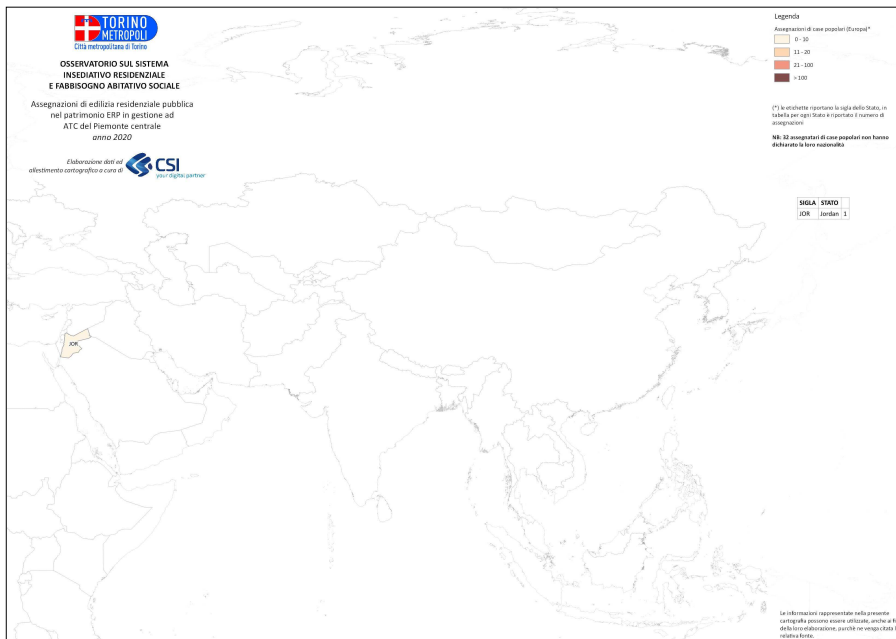 TORINO
METROPOLI
Città metropolitana di Torino
OSSERVATORIO SUL SISTEMA
INSEDIATIVO RESIDENZIALE
E FABBISOGNO ABITATIVO SOCIALE
Assegnazioni di edilizia residenziale pubblica
nel patrimonio ERP in gestione ad
ATC del Piemonte centrale
anno 2020
Elaborazione dati ed
allestimento cartografico a cura di
CSI
your digital partner
Legenda
Assegnazioni di case popolari (Europa)*
0 - 10
11 - 20
21 - 100
> 100
(*) le etichette riportano la sigla dello Stato, in
tabella per ogni Stato è riportato il numero di
assegnazioni
NB: 32 assegnatari di case popolari non hanno
dichiarato la loro nazionalità
SIGLA STATO
JOR Jordan 1
JOR
Le informazioni rappresentate nella presente
cartografia possono essere utilizzate, anche ai
della loro elaborazione, purchè ne venga citata
relativa fonte.